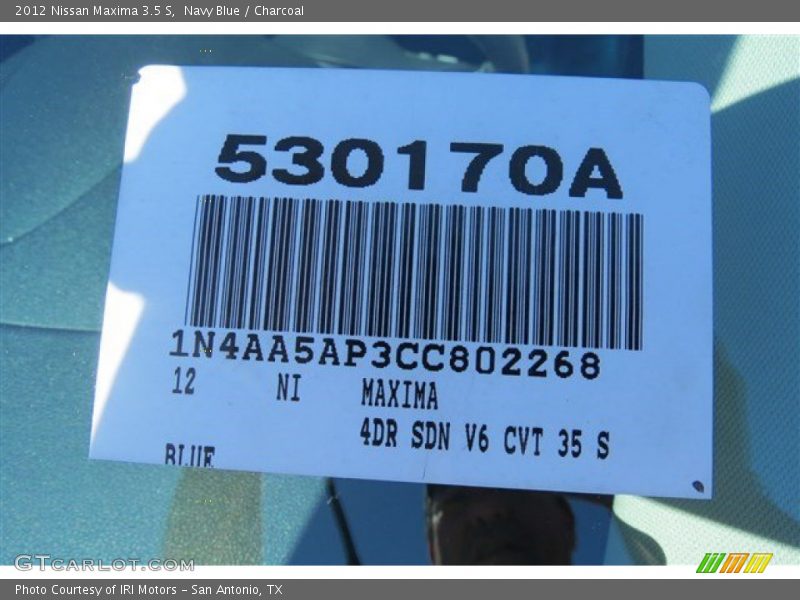 2012 Nissan Maxima 3.5 S, Navy Blue / Charcoal
530170A
1N4AA5AP3CC802268
12 NI MAXIMA
4DR SDN V6 CVT 35 S
BLUE
GTCARLOT.COM
Photo Courtesy of IRI Motors - San Antonio, TX